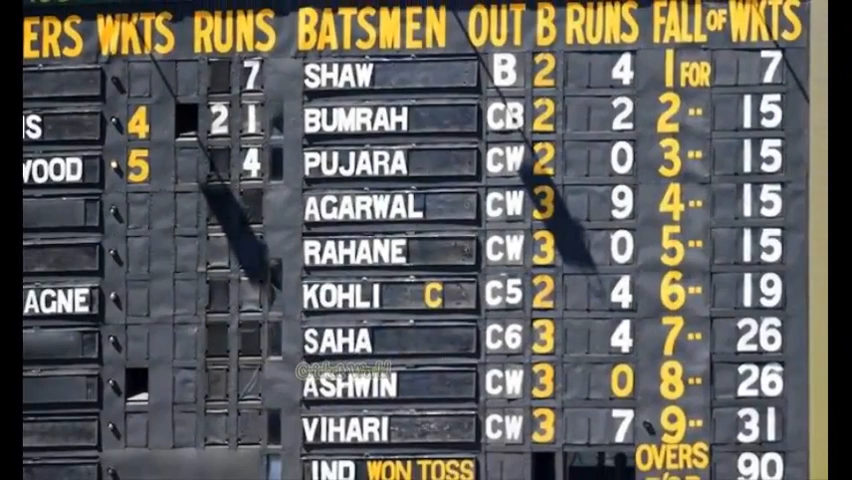 ERS WKTS RUNS BATSMEN OUT B RUNS FALL OF WKTS
7 SHAW B 2 4 1 FOR 7
NS 4 21 BUMRAH CB 2 2 2 " 15
WOOD 5 4 PUJARA CW 2 0 3 " 15
AGARWAL CW 3 9 4 " 15
RAHANE CW 3 0 5 " 15
AGNE KOHLI C C5 2 4 6 " 19
SAHA C6 3 4 7 " 26
ASHWIN CW 3 0 8 " 26
VIHARI CW 3 7 9 " 31
IND WON TOSS OVERS 90